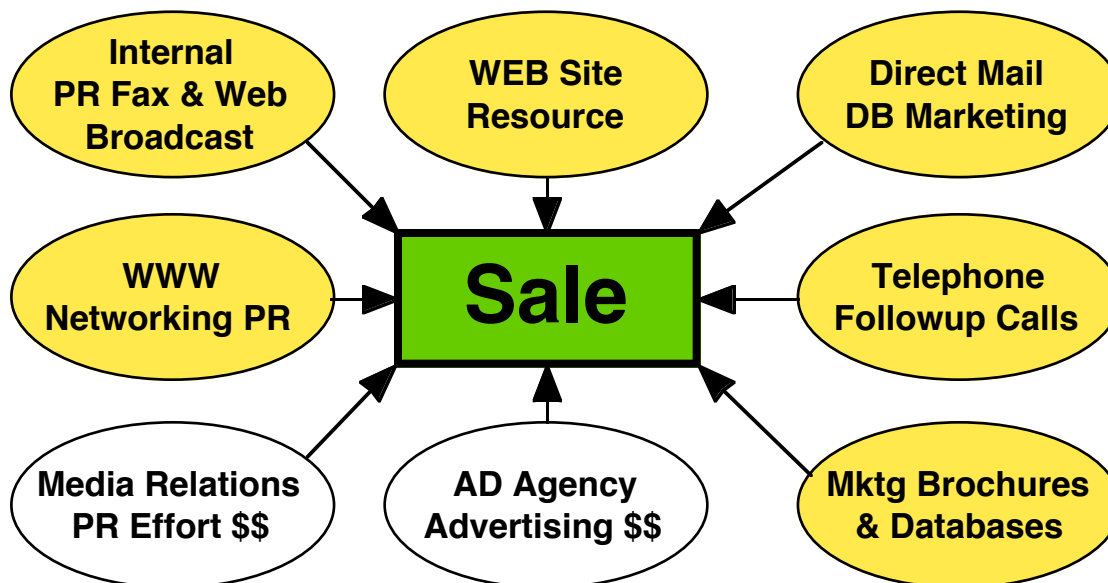 Internal
PR Fax & Web
Broadcast
WEB Site
Resource
Direct Mail
DB Marketing
WWW
Networking PR
Sale
Telephone
Followup Calls
Media Relations
PR Effort $$
AD Agency
Advertising $$
Mktg Brochures
& Databases